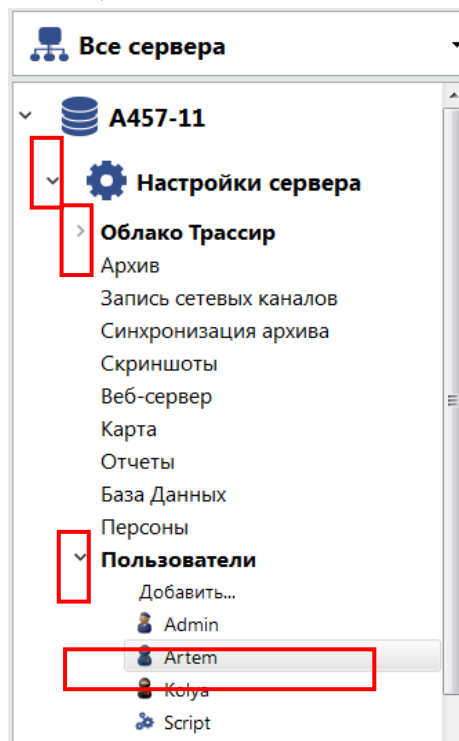 Все сервера
А457-11
Настройки сервера
Облако Трассир
Архив
Запись сетевых каналов
Синхронизация архива
Скриншоты
Веб-сервер
Карта
Отчеты
База Данных
Персоны
Пользователи
Добавить...
Admin
Artem
Kolya
Script